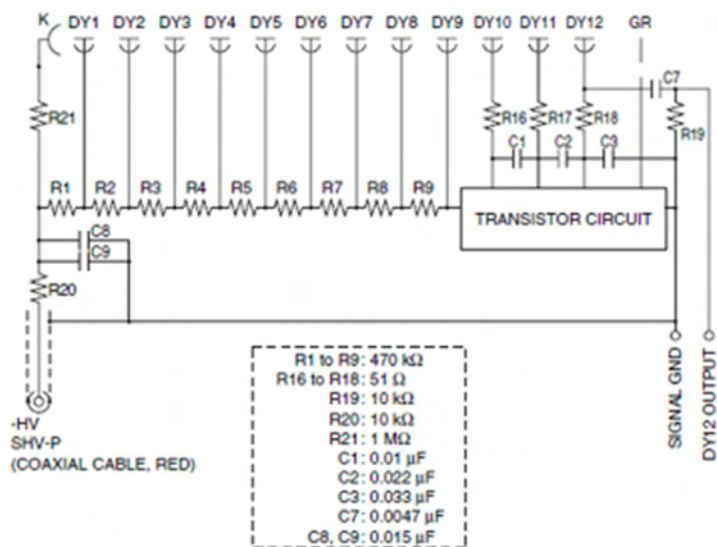 K DY1 DY2 DY3 DY4 DY5 DY6 DY7 DY8 DY9 DY10 DY11 DY12 GR
C7
R21 R16 R17 R18 R19
C1 C2 C3
R1 R2 R3 R4 R5 R6 R7 R8 R9
TRANSISTOR CIRCUIT
C8
C9
R20
R1 to R9: 470 kΩ
R16 to R18: 51 Ω
R19: 10 kΩ
R20: 10 kΩ
R21: 1 MΩ
C1: 0.01 µF
C2: 0.022 µF
C3: 0.033 µF
C7: 0.0047 µF
C8, C9: 0.015 µF
-HV
SHV-P
(COAXIAL CABLE, RED)
SIGNAL GND
DY12 OUTPUT